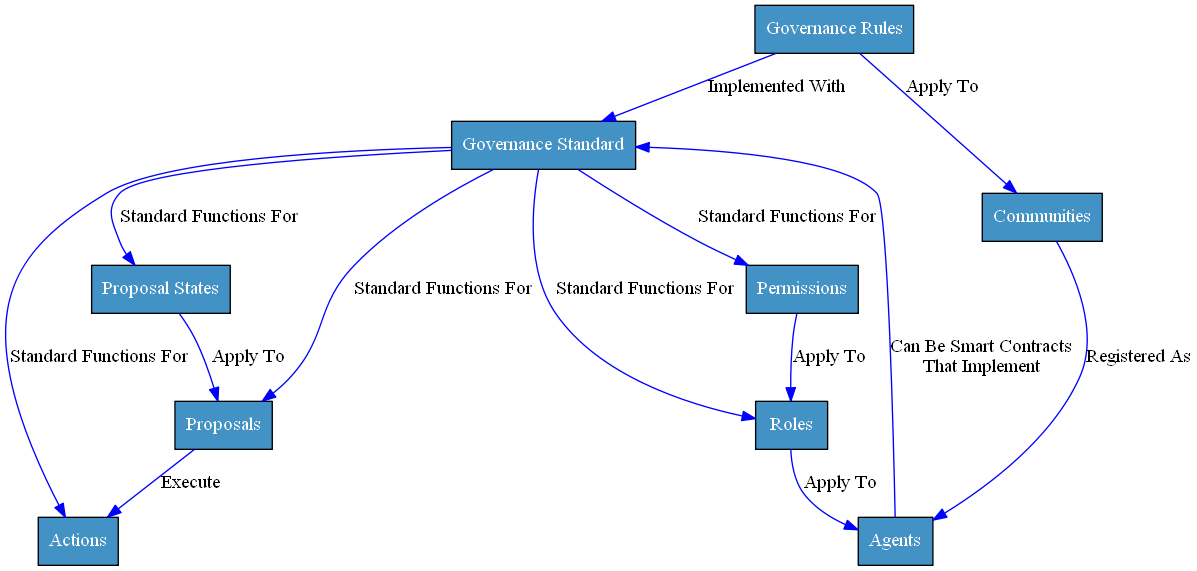 Governance Rules
Implemented With
Apply To
Governance Standard
Standard Functions For
Standard Functions For
Communities
Proposal States
Standard Functions For
Standard Functions For
Permissions
Standard Functions For
Apply To
Apply To
Can Be Smart Contracts
That Implement
Registered As
Proposals
Roles
Execute
Apply To
Actions
Agents